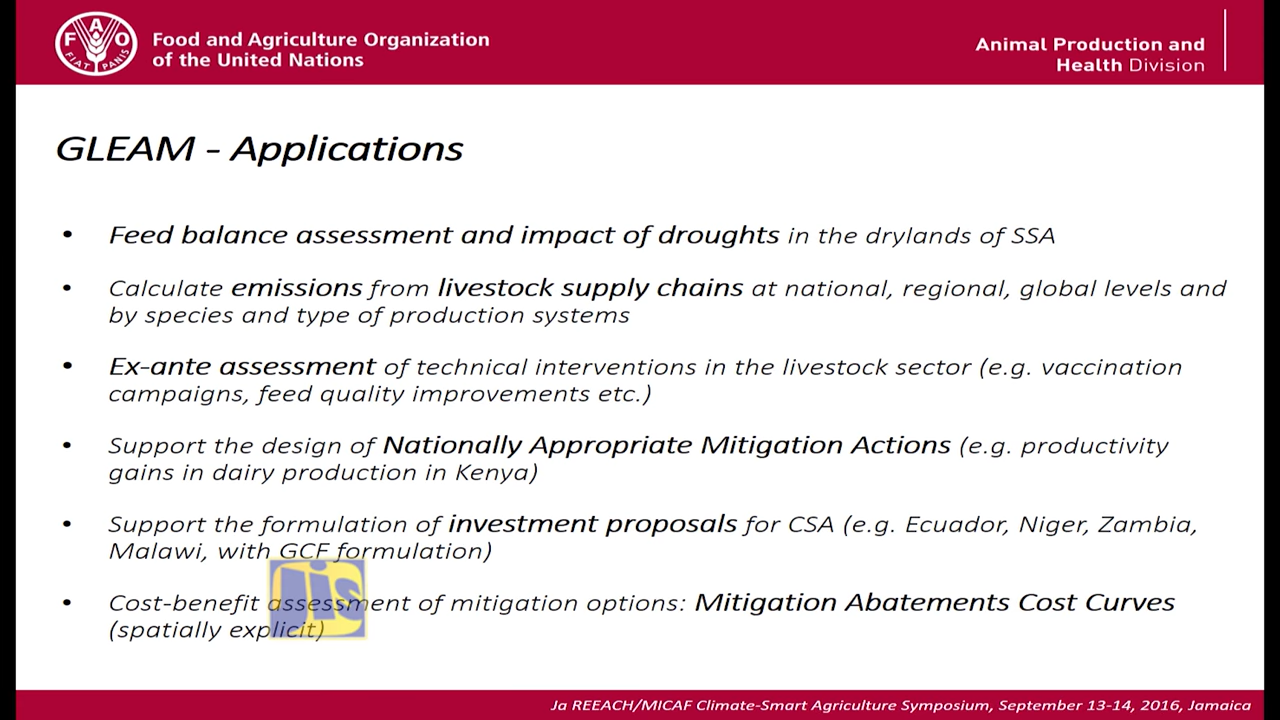 F A O
FIAT PANIS
Food and Agriculture Organization
of the United Nations
Animal Production and
Health Division
GLEAM - Applications
• Feed balance assessment and impact of droughts in the drylands of SSA
• Calculate emissions from livestock supply chains at national, regional, global levels and
by species and type of production systems
• Ex-ante assessment of technical interventions in the livestock sector (e.g. vaccination
campaigns, feed quality improvements etc.)
• Support the design of Nationally Appropriate Mitigation Actions (e.g. productivity
gains in dairy production in Kenya)
• Support the formulation of investment proposals for CSA (e.g. Ecuador, Niger, Zambia,
Malawi, with GCF formulation)
• Cost-benefit assessment of mitigation options: Mitigation Abatements Cost Curves
(spatially explicit)
jis
Ja REEACH/MICAF Climate-Smart Agriculture Symposium, September 13-14, 2016, Jamaica